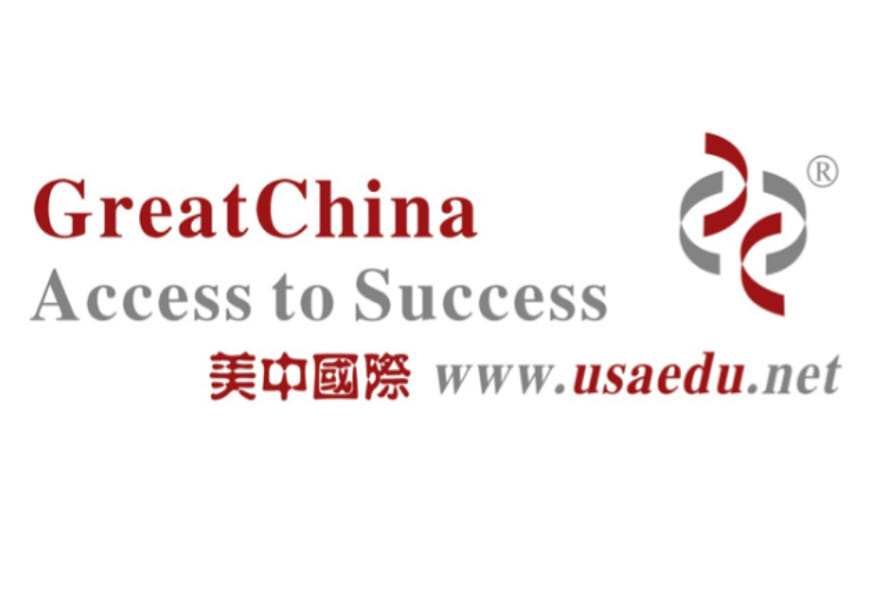 GreatChina
®
Access to Success
美中國際 www.usaedu.net